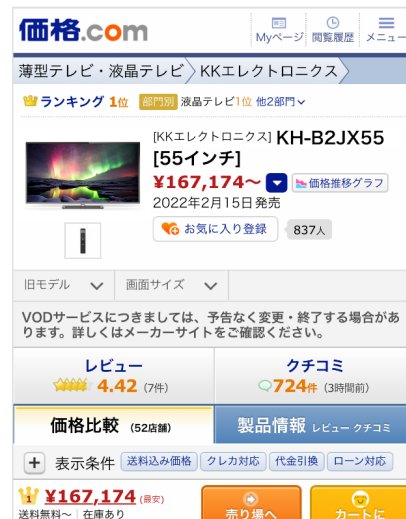 価格.com
Myページ 閲覧履歴 メニュー
薄型テレビ・液晶テレビ KKエレクトロニクス
ランキング 1位 部門別 液晶テレビ1位 他2部門
[KKエレクトロニクス] KH-B2JX55
[55インチ]
¥167,174～ 価格推移グラフ
2022年2月15日発売
お気に入り登録 837人
旧モデル 画面サイズ
VODサービスにつきましては、予告なく変更・終了する場合があ
ります。詳しくはメーカーサイトをご確認ください。
レビュー クチコミ
4.42 (7件) 724件 (3時間前)
価格比較 (52店舗) 製品情報 レビュー クチコミ
+ 表示条件 送料込み価格 クレカ対応 代金引換 ローン対応
1 ¥167,174 (最安)
送料無料～ 在庫あり 売り場へ カートに